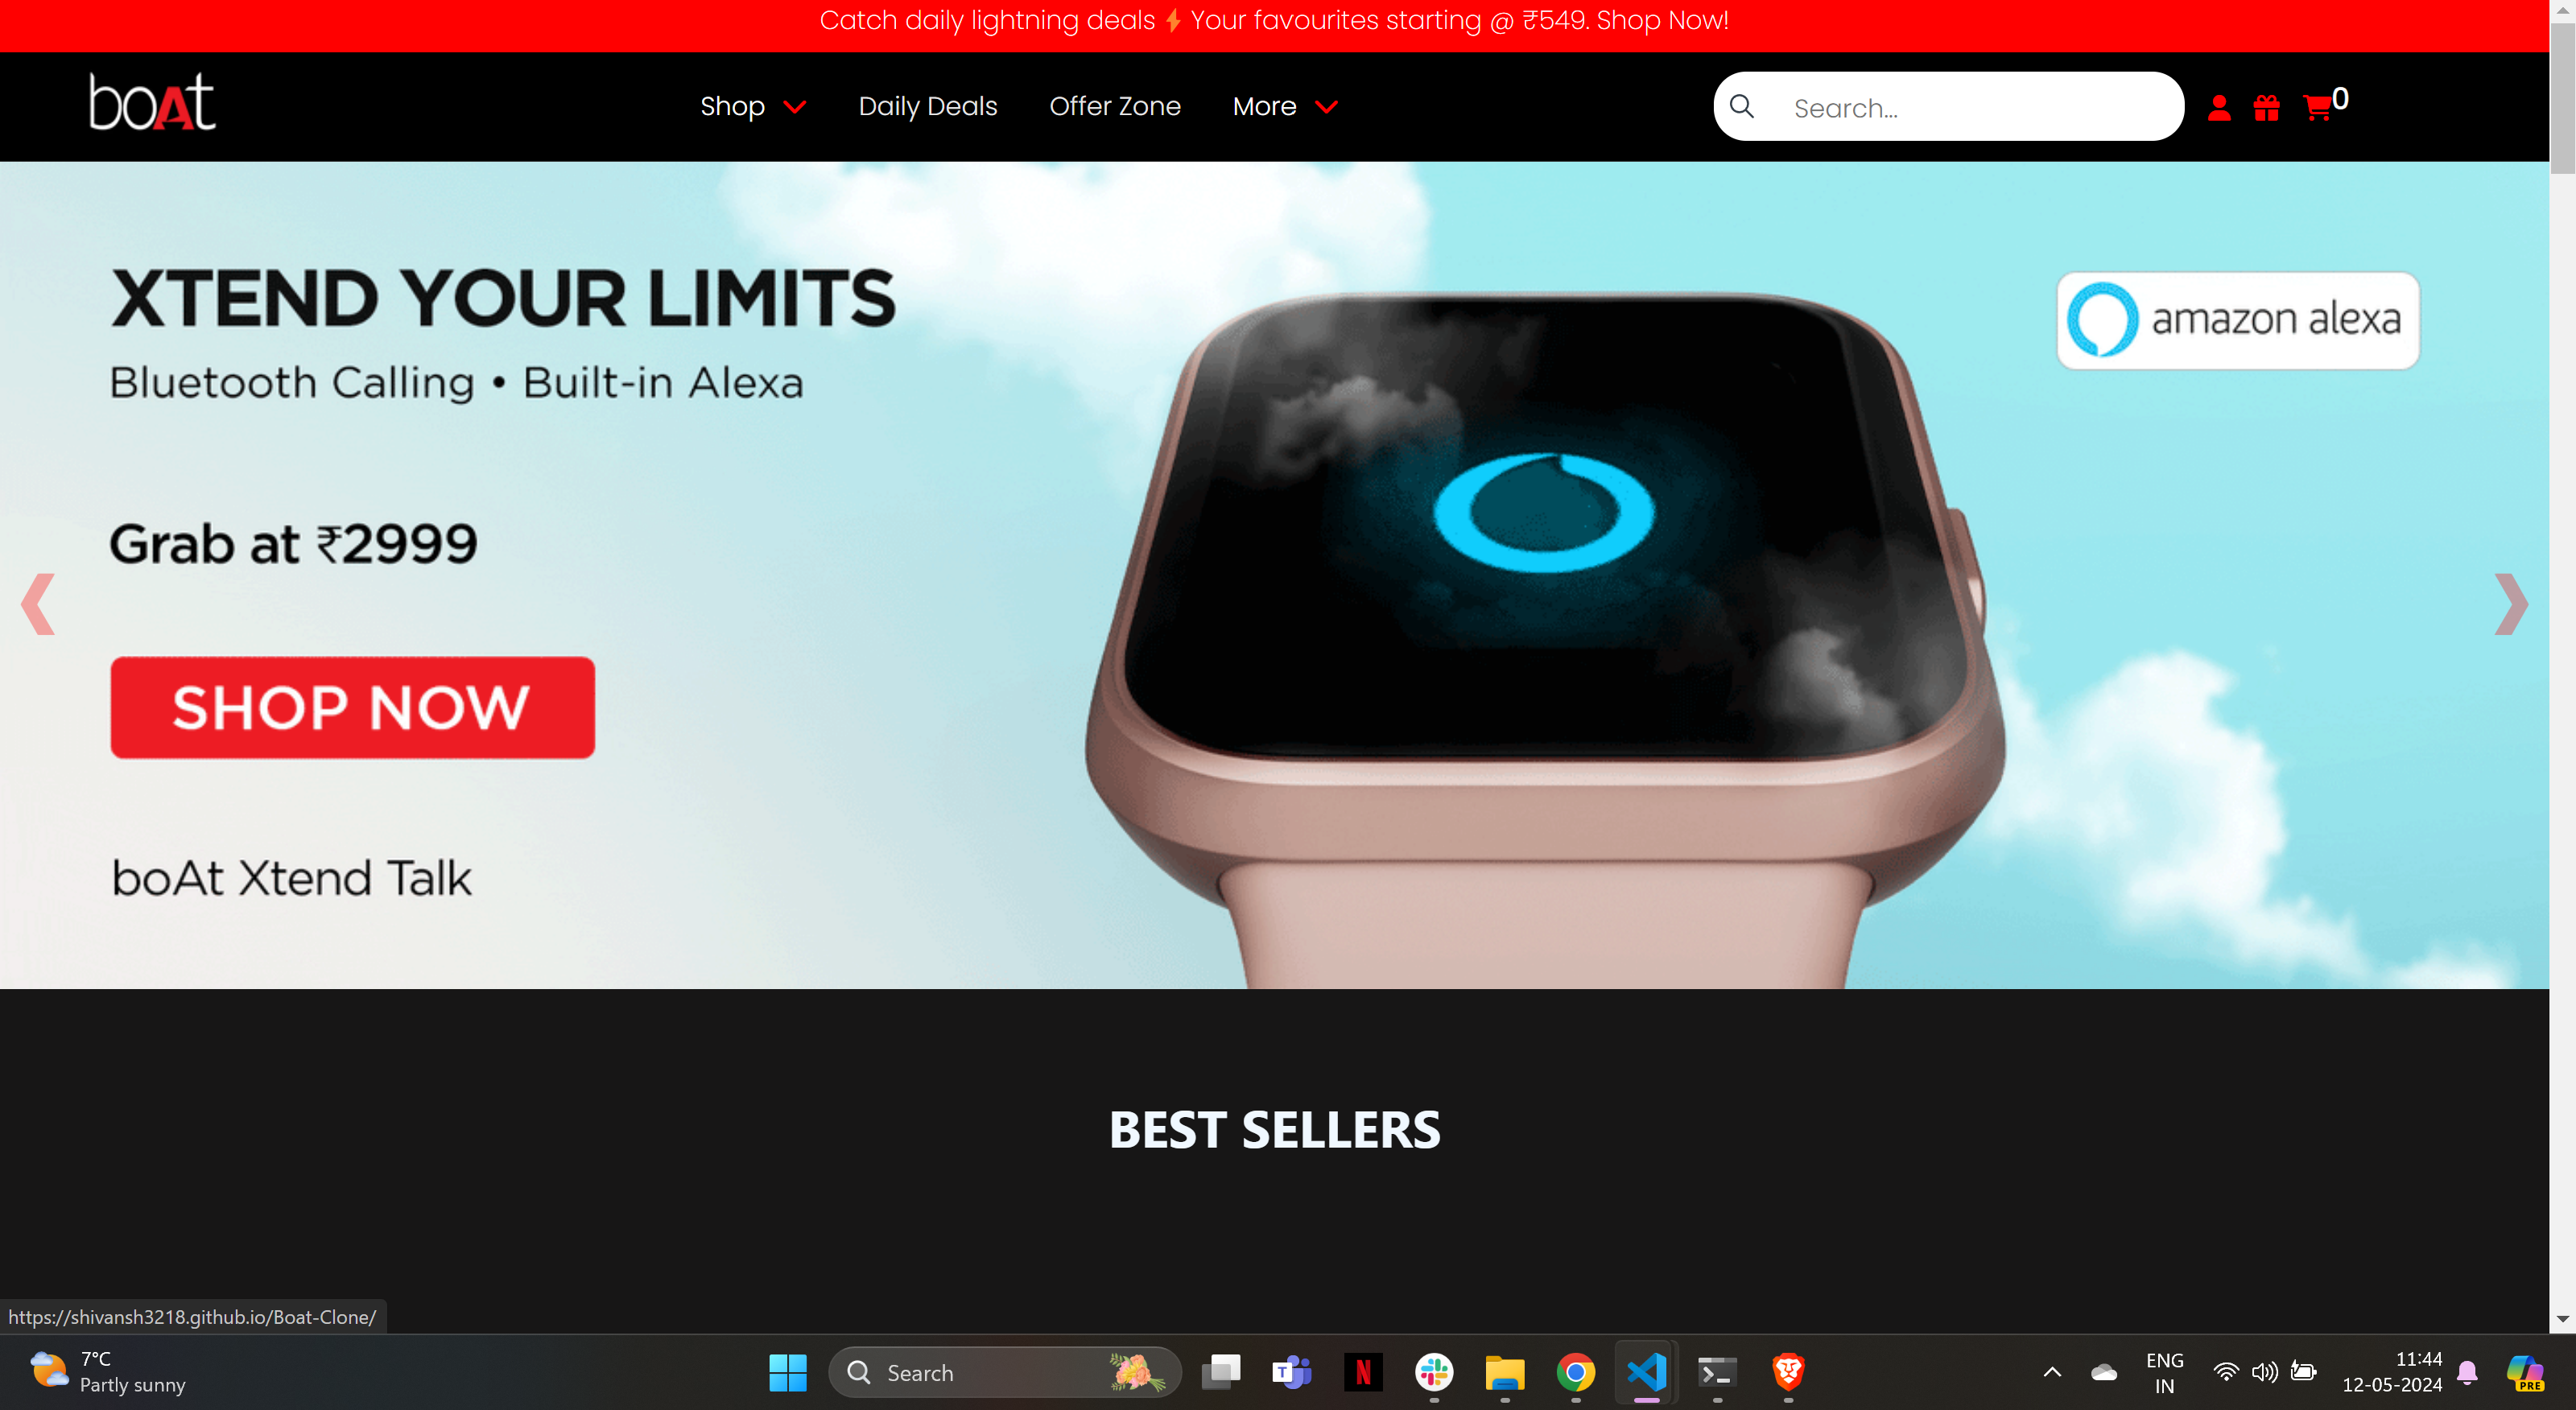 Catch daily lightning deals ⚡ Your favourites starting @ ₹549. Shop Now!
boAt
Shop Daily Deals Offer Zone More Search... 0
XTEND YOUR LIMITS
amazon alexa
Bluetooth Calling • Built-in Alexa
Grab at ₹2999
SHOP NOW
boAt Xtend Talk
BEST SELLERS
https://shivansh3218.github.io/Boat-Clone/
7°C
Partly sunny
Search
T
N
ENG
IN
11:44
12-05-2024
PRE